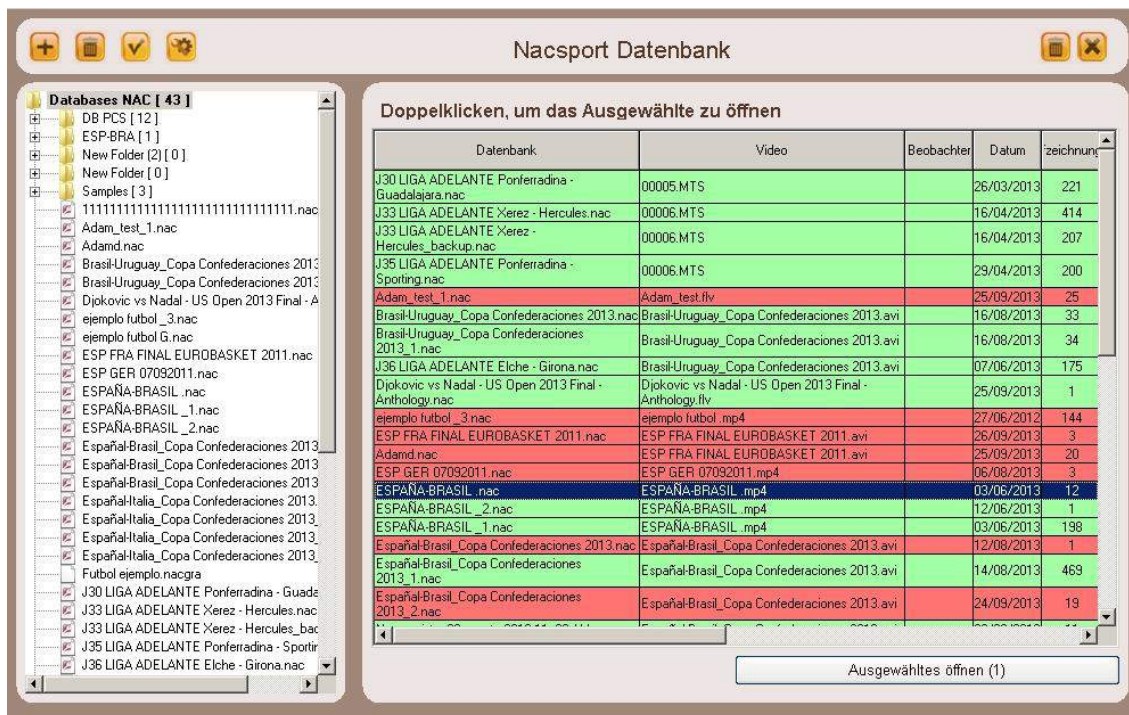 Nacsport Datenbank
Databases NAC [ 43 ]
DB PCS [ 12 ]
ESP-BRA [ 1 ]
New Folder (2) [ 0 ]
New Folder [ 0 ]
Samples [ 3 ]
Adam_test_1.nac
Adamd.nac
Brasil-Uruguay_Copa Confederaciones 2013
Brasil-Uruguay_Copa Confederaciones 2013
Djokovic vs Nadal - US Open 2013 Final - A
ejemplo futbol _3.nac
ejemplo futbol G.nac
ESP FRA FINAL EUROBASKET 2011.nac
ESP GER 07092011.nac
ESPAÑA-BRASIL .nac
ESPAÑA-BRASIL _1.nac
ESPAÑA-BRASIL _2.nac
Español-Brasil_Copa Confederaciones 2013
Español-Brasil_Copa Confederaciones 2013
Español-Brasil_Copa Confederaciones 2013
Español-Italia_Copa Confederaciones 2013.
Español-Italia_Copa Confederaciones 2013_
Español-Italia_Copa Confederaciones 2013_
Español-Italia_Copa Confederaciones 2013_
Futbol ejemplo.nacgra
J30 LIGA ADELANTE Ponferradina - Guada
J33 LIGA ADELANTE Xerez - Hercules.nac
J33 LIGA ADELANTE Xerez - Hercules_bac
J35 LIGA ADELANTE Ponferradina - Sportin
J36 LIGA ADELANTE Elche - Girona.nac
Doppelklicken, um das Ausgewählte zu öffnen
Datenbank Video Beobachter Datum zeichnung
J30 LIGA ADELANTE Ponferradina -
Guadalajara.nac 00005.MTS 26/03/2013 221
J33 LIGA ADELANTE Xerez - Hercules.nac 00006.MTS 16/04/2013 414
J33 LIGA ADELANTE Xerez -
Hercules_backup.nac 00006.MTS 16/04/2013 207
J35 LIGA ADELANTE Ponferradina -
Sporting.nac 00006.MTS 29/04/2013 200
Adam_test_1.nac Adam_test.flv 25/09/2013 25
Brasil-Uruguay_Copa Confederaciones 2013.nac Brasil-Uruguay_Copa Confederaciones 2013.avi 16/08/2013 33
Brasil-Uruguay_Copa Confederaciones
2013_1.nac Brasil-Uruguay_Copa Confederaciones 2013.avi 16/08/2013 34
J36 LIGA ADELANTE Elche - Girona.nac Brasil-Uruguay_Copa Confederaciones 2013.avi 07/06/2013 175
Djokovic vs Nadal - US Open 2013 Final - Djokovic vs Nadal - US Open 2013 Final -
Anthology.nac Anthology.flv 25/09/2013 1
ejemplo futbol _3.nac ejemplo futbol .mp4 27/06/2012 144
ESP FRA FINAL EUROBASKET 2011.nac ESP FRA FINAL EUROBASKET 2011.avi 26/09/2013 3
Adamd.nac ESP FRA FINAL EUROBASKET 2011.avi 25/09/2013 20
ESP GER 07092011.nac ESP GER 07092011.mp4 06/08/2013 3
ESPAÑA-BRASIL .nac ESPAÑA-BRASIL .mp4 03/06/2013 12
ESPAÑA-BRASIL _2.nac ESPAÑA-BRASIL .mp4 12/06/2013 1
ESPAÑA-BRASIL _1.nac ESPAÑA-BRASIL .mp4 03/06/2013 198
Español-Brasil_Copa Confederaciones 2013.nac Español-Brasil_Copa Confederaciones 2013.avi 12/08/2013 1
Español-Brasil_Copa Confederaciones
2013_1.nac Español-Brasil_Copa Confederaciones 2013.avi 14/08/2013 469
Español-Brasil_Copa Confederaciones
2013_2.nac Español-Brasil_Copa Confederaciones 2013.avi 24/09/2013 19
Ausgewähltes öffnen (1)